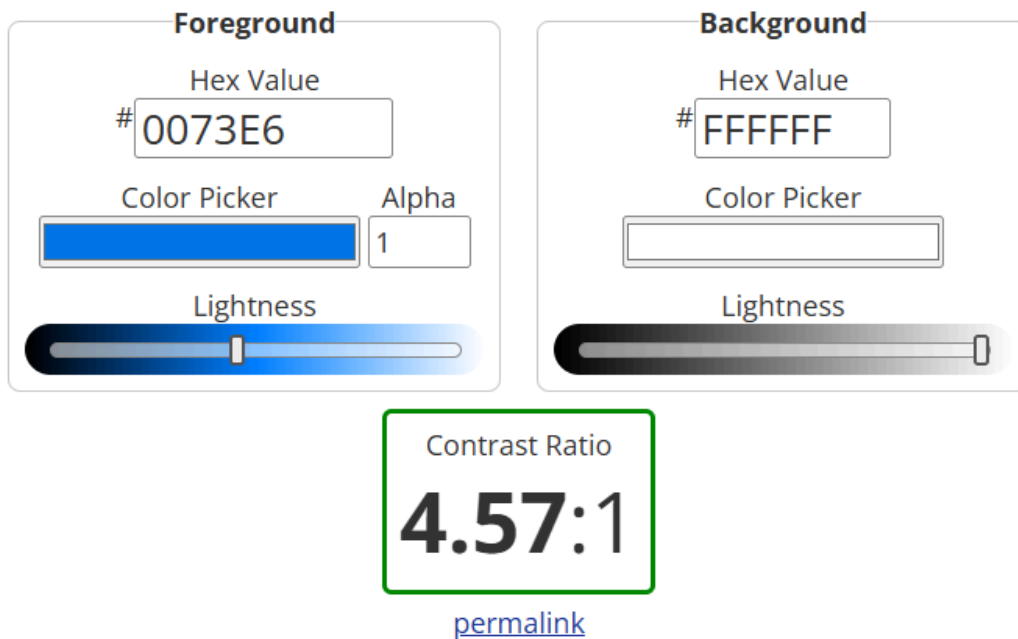 Foreground
Hex Value
#0073E6
Color Picker
Alpha
1
Lightness
Background
Hex Value
#FFFFFF
Color Picker
Lightness
Contrast Ratio
4.57:1
permalink